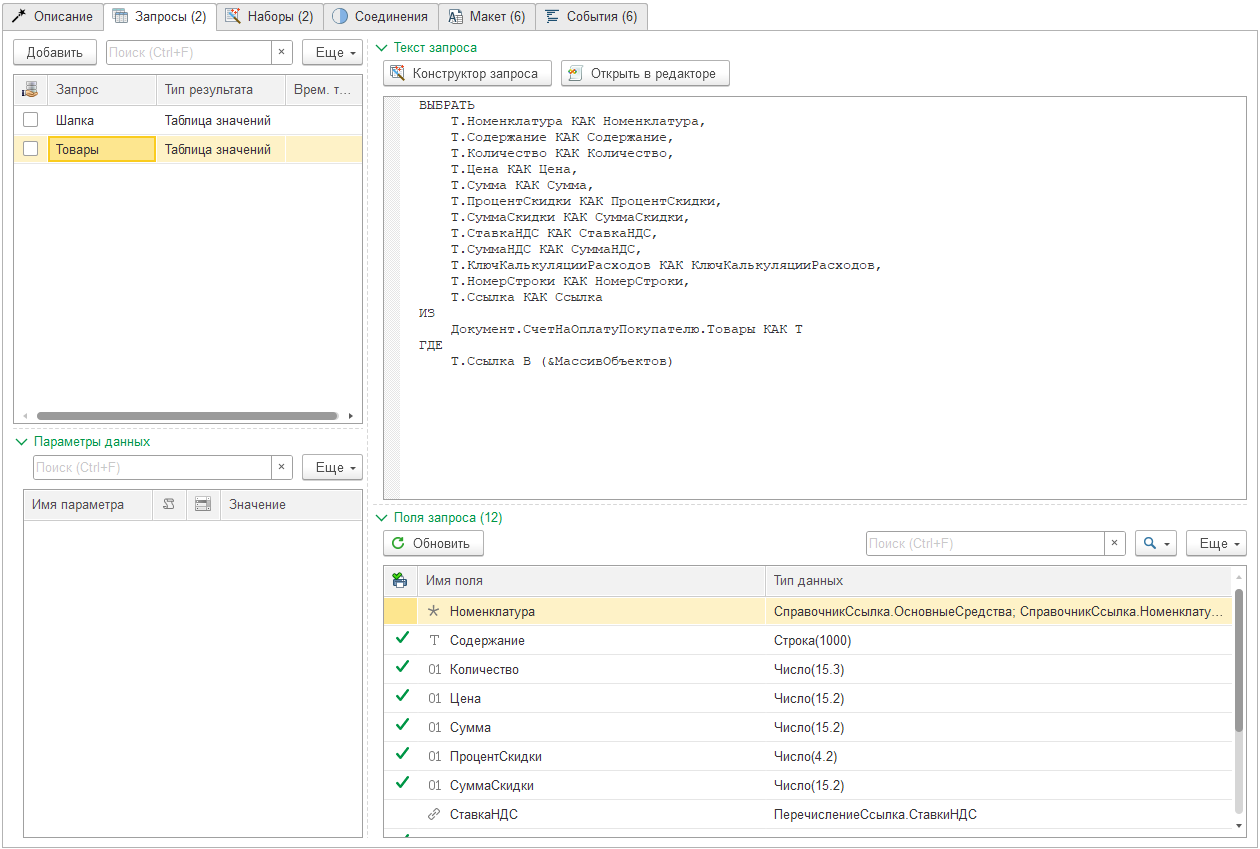 Описание Запросы (2) Наборы (2) Соединения Макет (6) События (6)
Добавить Поиск (Ctrl+F) × Еще
Запрос Тип результата Врем. т...
Шапка Таблица значений
Товары Таблица значений
Параметры данных
Поиск (Ctrl+F) × Еще
Имя параметра Значение
Текст запроса
Конструктор запроса Открыть в редакторе
ВЫБРАТЬ
Т.Номенклатура КАК Номенклатура,
Т.Содержание КАК Содержание,
Т.Количество КАК Количество,
Т.Цена КАК Цена,
Т.Сумма КАК Сумма,
Т.ПроцентСкидки КАК ПроцентСкидки,
Т.СуммаСкидки КАК СуммаСкидки,
Т.СтавкаНДС КАК СтавкаНДС,
Т.СуммаНДС КАК СуммаНДС,
Т.КлючКалькуляцииРасходов КАК КлючКалькуляцииРасходов,
Т.НомерСтроки КАК НомерСтроки,
Т.Ссылка КАК Ссылка
ИЗ
Документ.СчетНаОплатуПокупателю.Товары КАК Т
ГДЕ
Т.Ссылка В (&МассивОбъектов)
Поля запроса (12)
Обновить Поиск (Ctrl+F) × Еще
Имя поля Тип данных
Номенклатура СправочникСсылка.ОсновныеСредства; СправочникСсылка.Номенклату...
T Содержание Строка(1000)
01 Количество Число(15.3)
01 Цена Число(15.2)
01 Сумма Число(15.2)
01 ПроцентСкидки Число(4.2)
01 СуммаСкидки Число(15.2)
СтавкаНДС ПеречислениеСсылка.СтавкиНДС